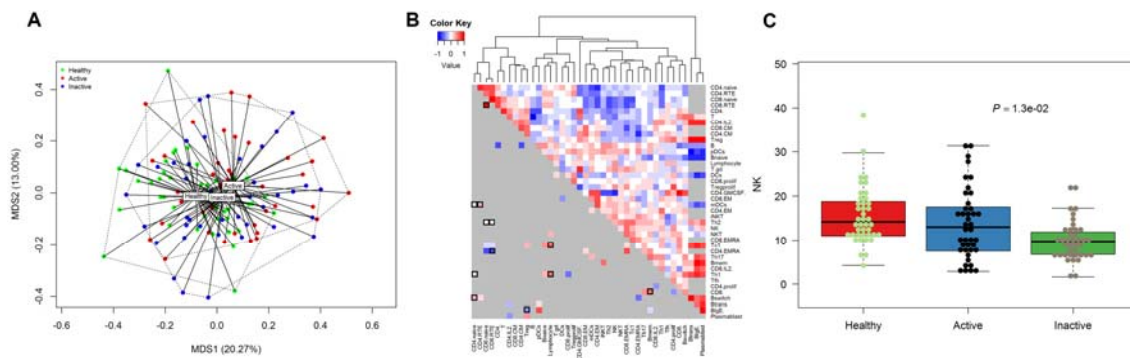 A
Healthy
Active
Inactive
MDS2 (13.00%)
0.4
0.2
0.0
-0.2
-0.4
Active
Healthy
Inactive
-0.6
-0.4
-0.2
0.0
0.2
0.4
0.6
MDS1 (20.27%)
B
Color Key
-1
0
1
Value
CD4.naive
CD4.RTE
CD8.naive
CD8.RTE
CD4
T
CD4.IL2
CD8.CM
CD4.CM
Treg
B
pDCs
Bnaive
Lymphocyte
T.gd
DCs
CD8.prolif
Tregprolif
CD4.GMCSF
CD8.EM
mDCs
CD4.EM
iNKT
Th2
NK
NKT
CD8.EMRA
Tc1
CD4.EMRA
Th17
Bmem
CD8.IL2
Th1
Tfh
CD4.prolif
CD8
Bswitch
Btrans
BigE
Plasmablast
C
NK
50
40
30
20
10
0
P = 1.3e-02
Healthy
Active
Inactive